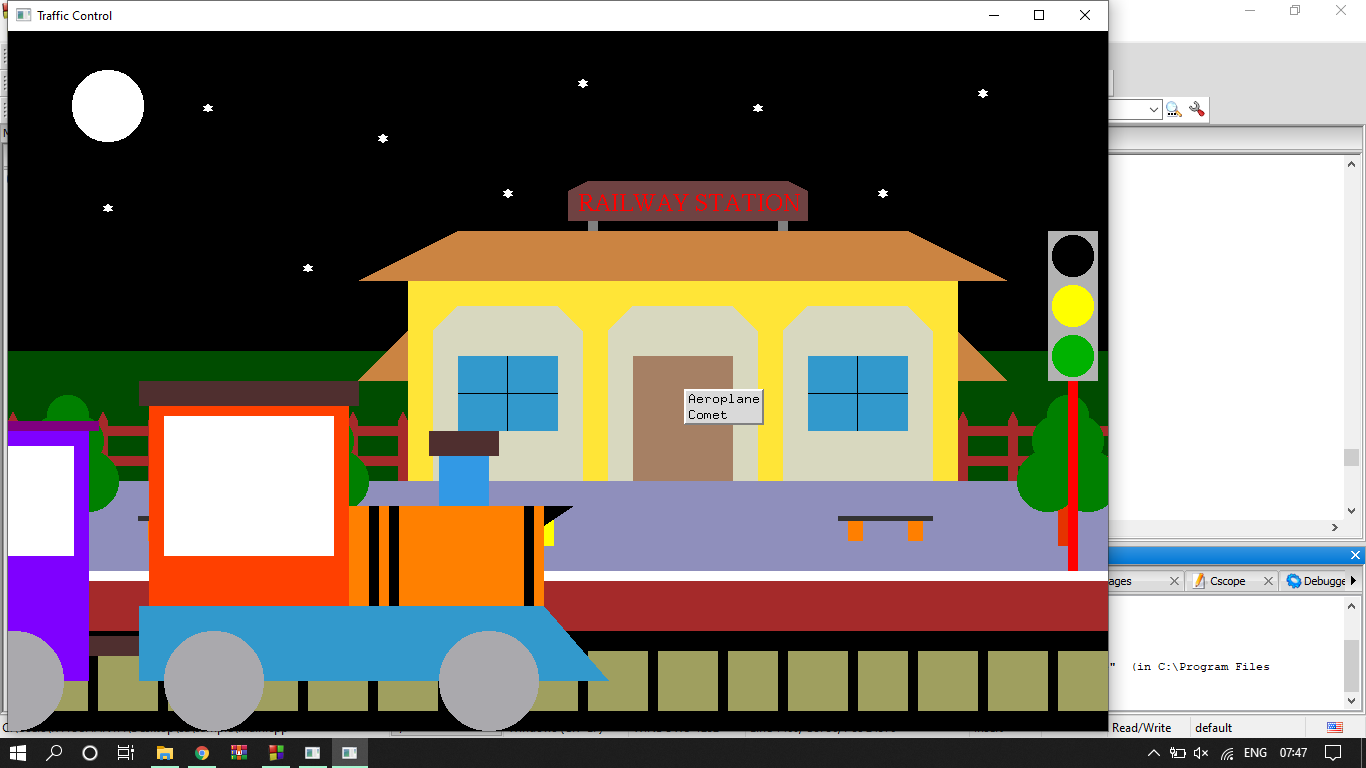 Traffic Control
RAILWAY STATION
Aeroplane
Comet
ages
Cscope
Debugge
" (in C:\Program Files
Read/Write
default
ENG
07:47